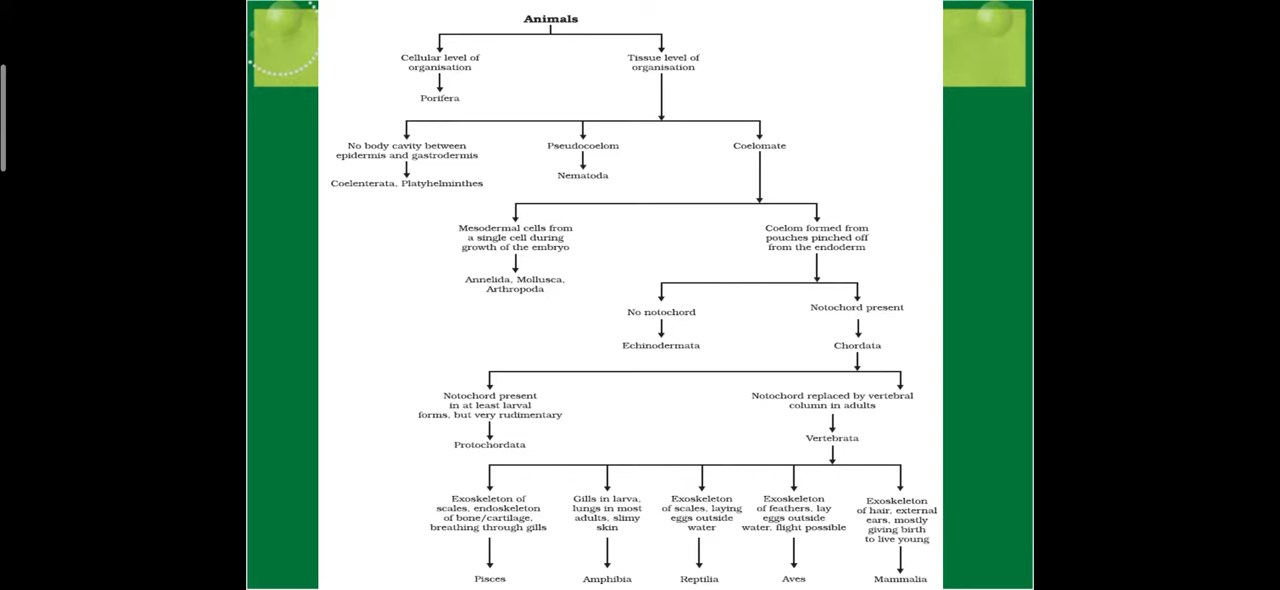 Animals
Cellular level of
organisation
Tissue level of
organisation
Porifera
No body cavity between
epidermis and gastrodermis
Pseudocoelom
Coelomate
Coelenterata, Platyhelminthes
Nematoda
Mesodermal cells from
a single cell during
growth of the embryo
Coelom formed from
pouches pinched off
from the endoderm
Annelida, Mollusca,
Arthropoda
No notochord
Notochord present
Echinodermata
Chordata
Notochord present
in at least larval
forms, but very rudimentary
Notochord replaced by vertebral
column in adults
Protochordata
Vertebrata
Exoskeleton of
scales, endoskeleton
of bone/cartilage,
breathing through gills
Gills in larva,
lungs in most
adults, slimy
skin
Exoskeleton
of scales, laying
eggs outside
water
Exoskeleton
of feathers, lay
eggs outside
water, flight possible
Exoskeleton
of hair, external
ears, mostly
giving birth
to live young
Pisces
Amphibia
Reptilia
Aves
Mammalia